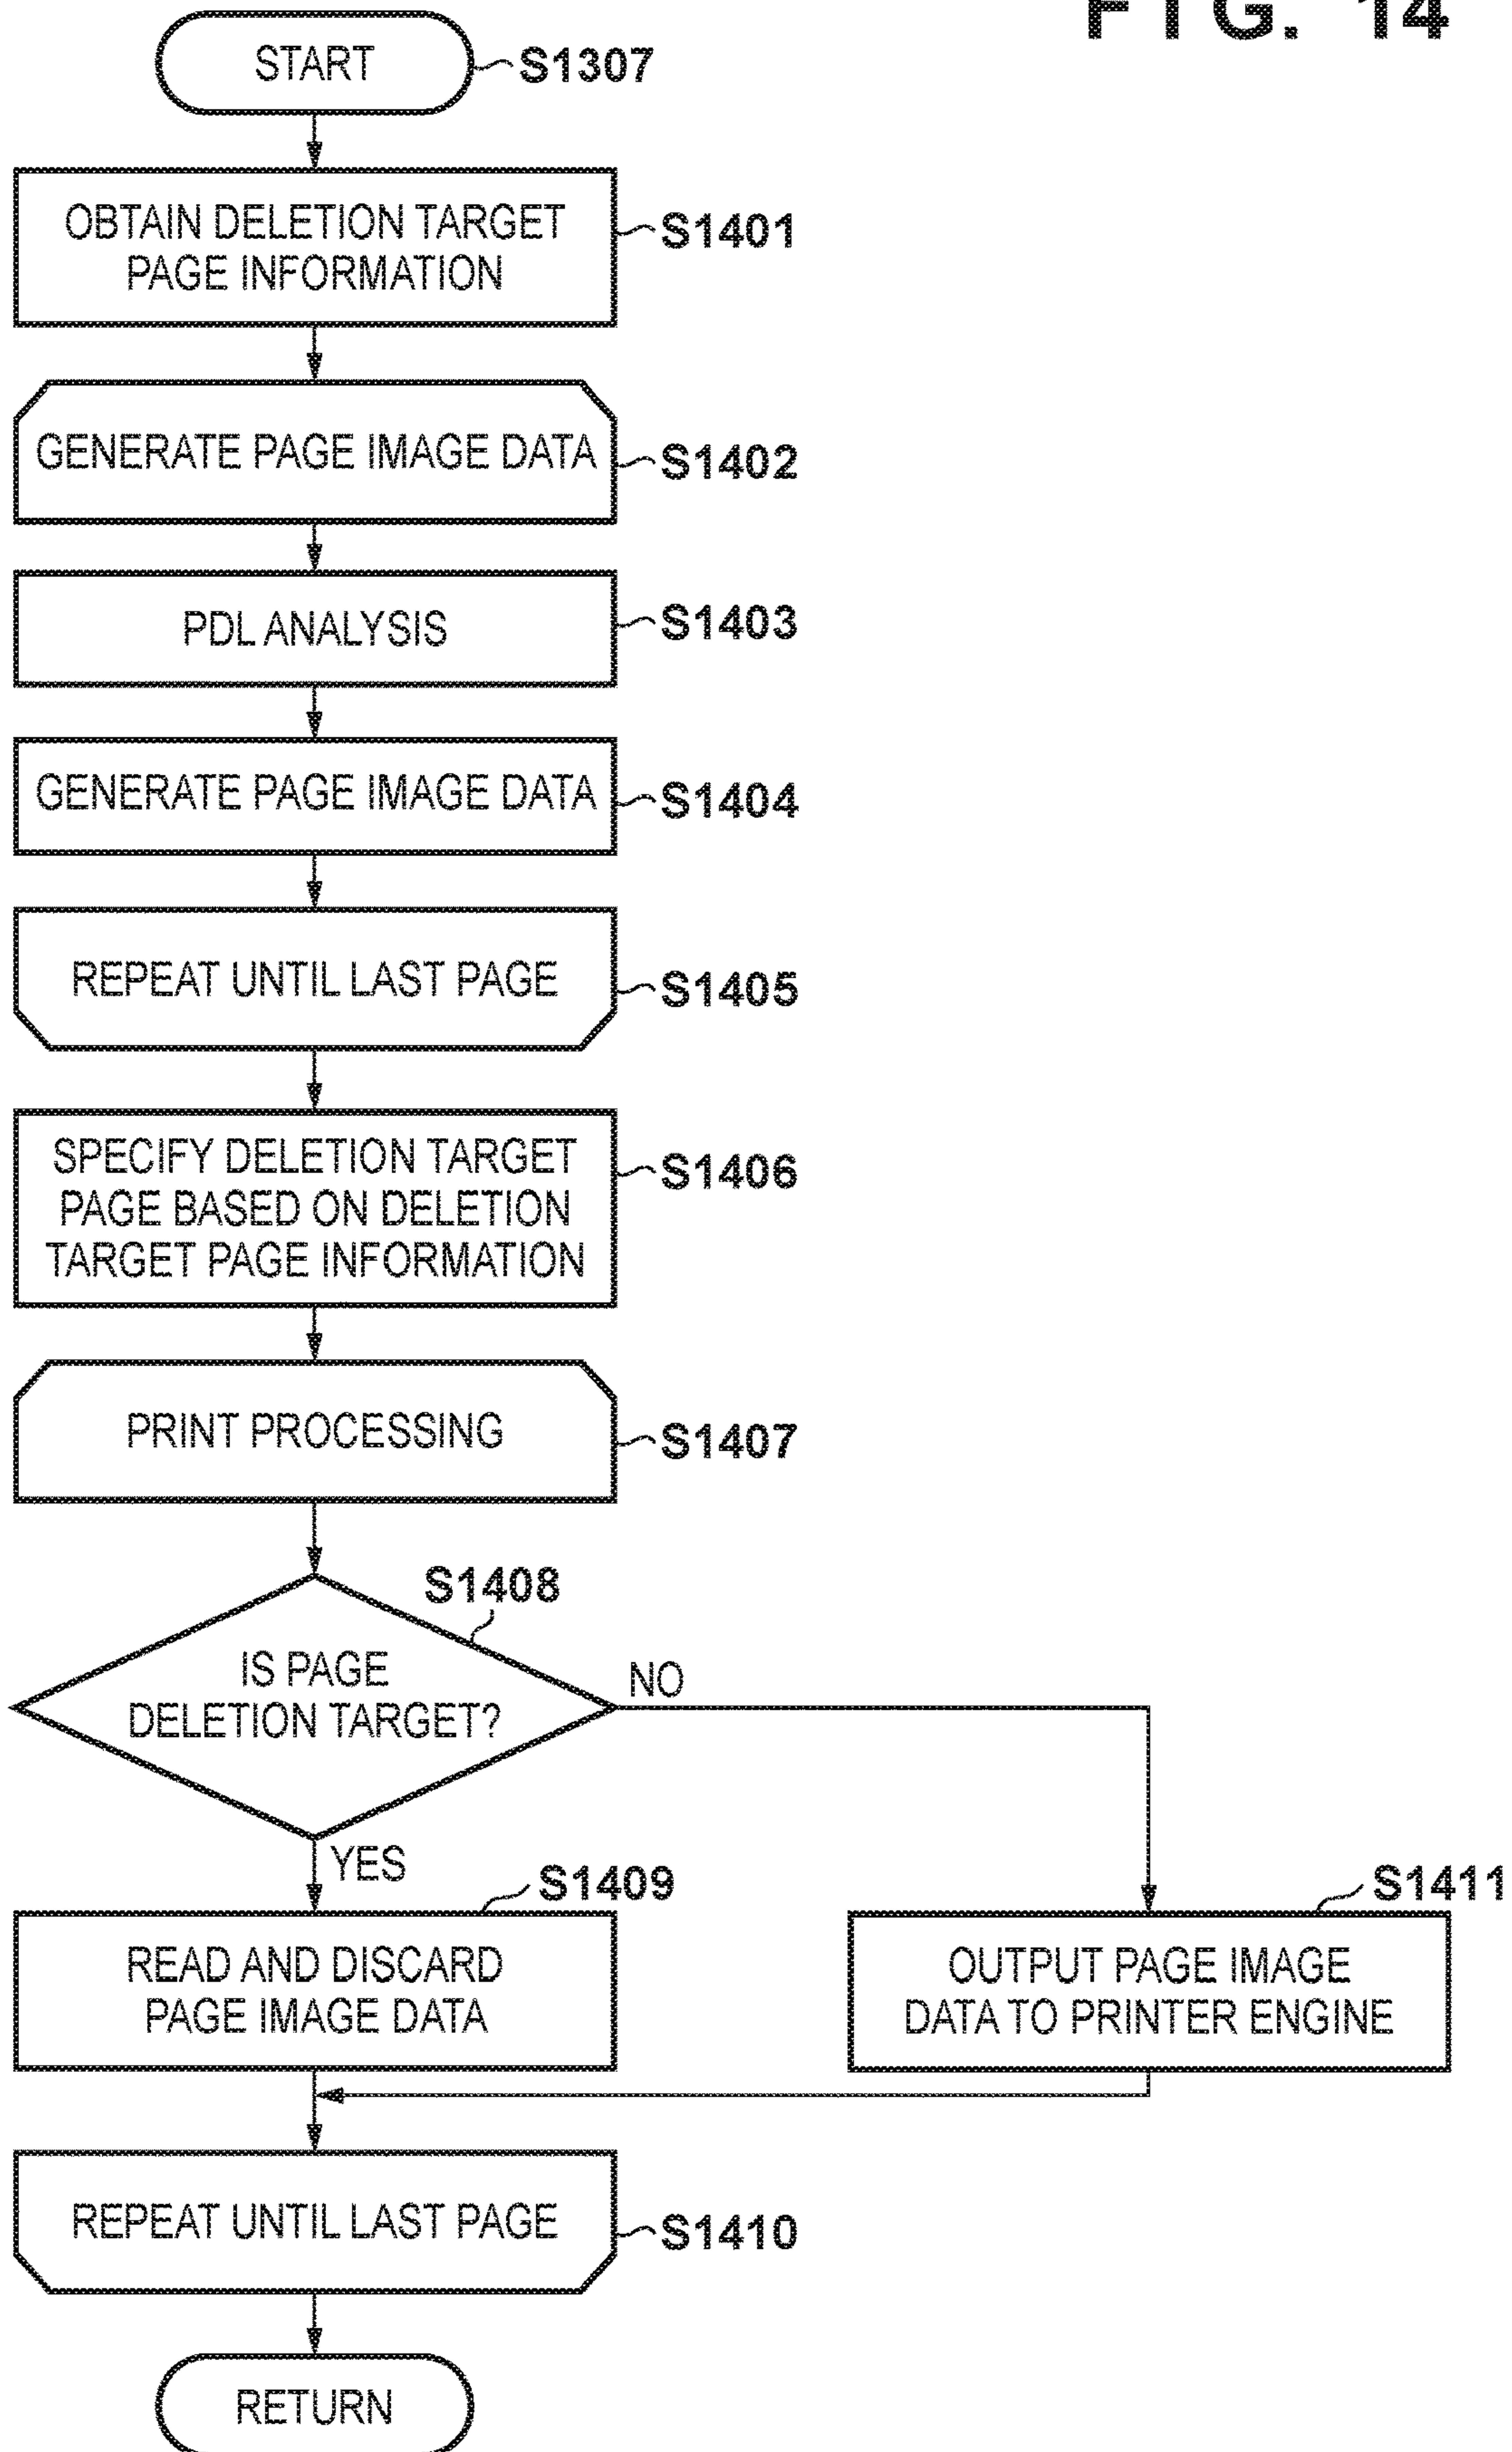 FIG. 14
START
S1307
OBTAIN DELETION TARGET
PAGE INFORMATION
S1401
GENERATE PAGE IMAGE DATA
S1402
PDL ANALYSIS
S1403
GENERATE PAGE IMAGE DATA
S1404
REPEAT UNTIL LAST PAGE
S1405
SPECIFY DELETION TARGET
PAGE BASED ON DELETION
TARGET PAGE INFORMATION
S1406
PRINT PROCESSING
S1407
S1408
IS PAGE
DELETION TARGET?
NO
YES
S1409
READ AND DISCARD
PAGE IMAGE DATA
S1411
OUTPUT PAGE IMAGE
DATA TO PRINTER ENGINE
REPEAT UNTIL LAST PAGE
S1410
RETURN